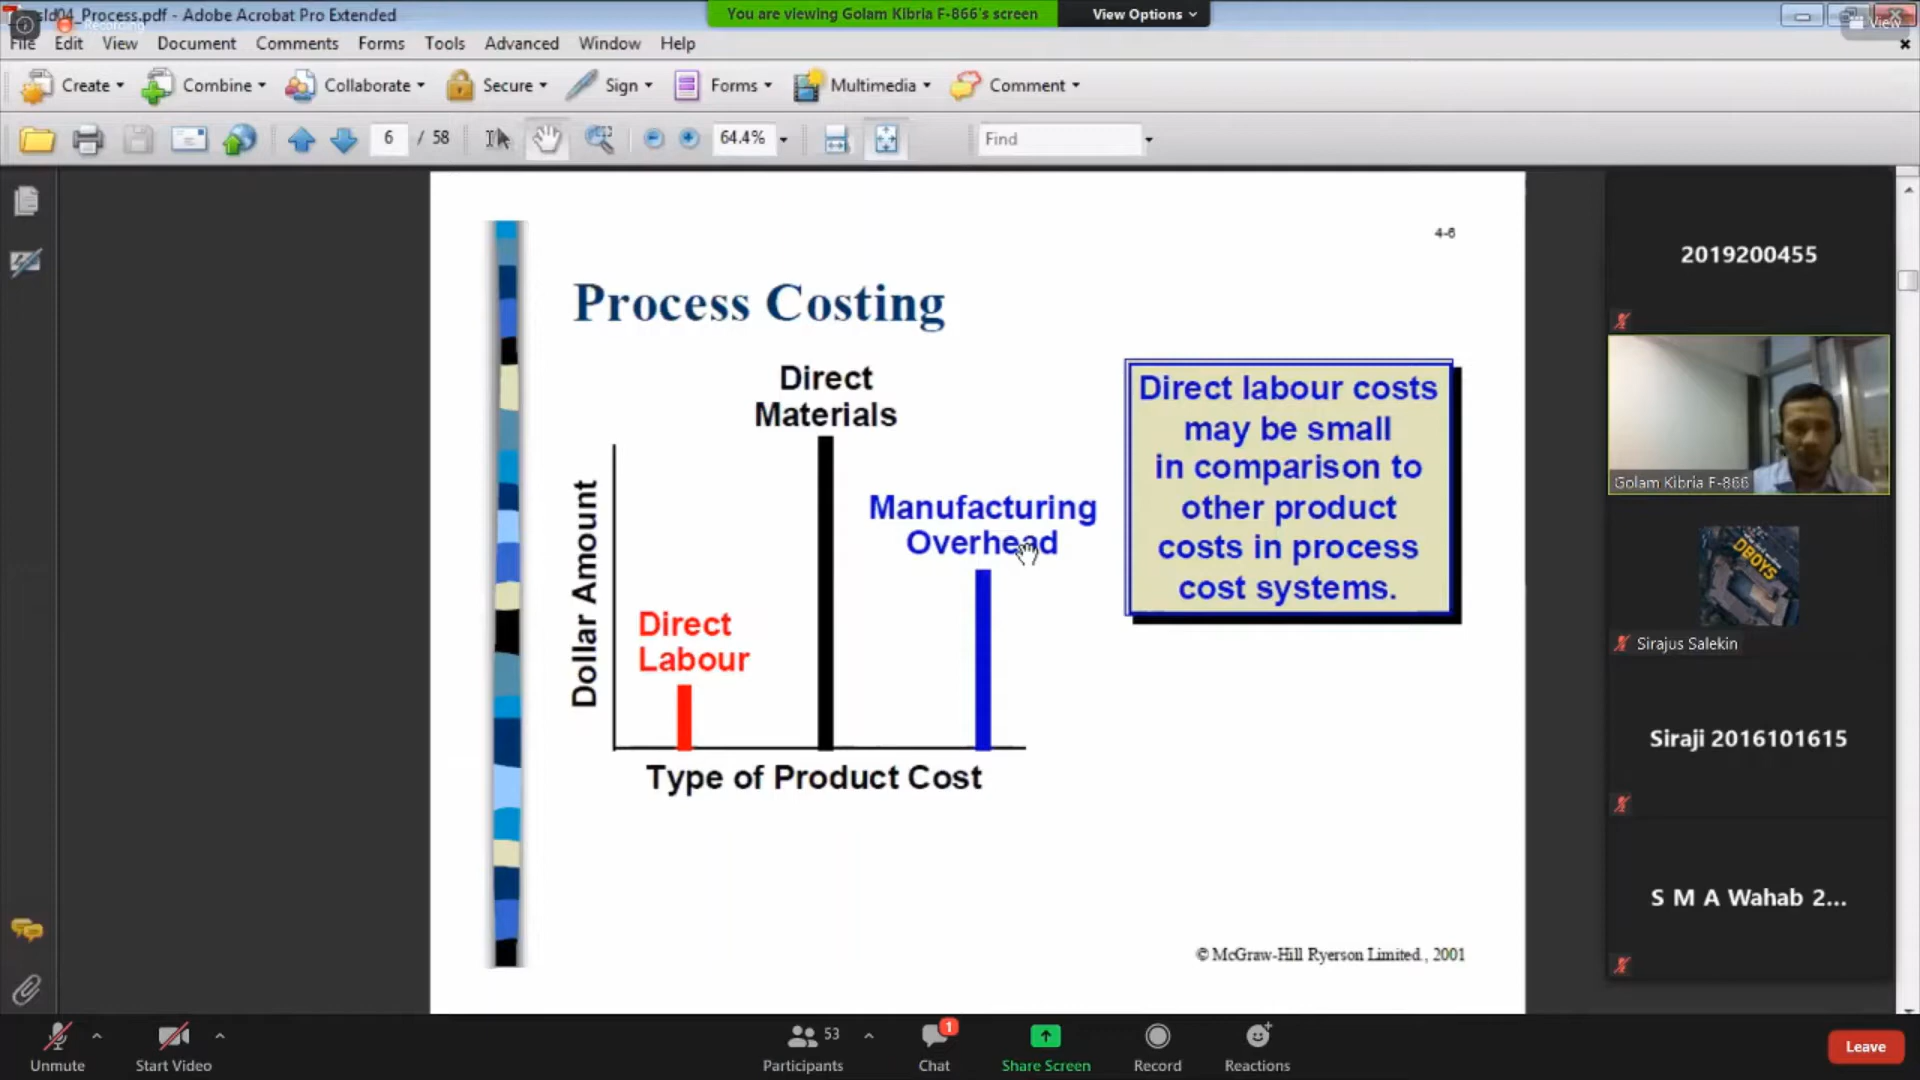 sld04_Process.pdf - Adobe Acrobat Pro Extended
Recording
You are viewing Golam Kibria F-866's screen
View Options
View
File Edit View Document Comments Forms Tools Advanced Window Help
Create Combine Collaborate Secure Sign Forms Multimedia Comment
6 / 58 64.4% Find
4-6
Process Costing
Direct
Materials
Manufacturing
Overhead
Direct
Labour
Dollar Amount
Type of Product Cost
Direct labour costs
may be small
in comparison to
other product
costs in process
cost systems.
© McGraw-Hill Ryerson Limited., 2001
2019200455
Golam Kibria F-866
DBOYS
Sirajus Salekin
Siraji 2016101615
S M A Wahab 2...
Unmute
Start Video
53
Participants
1
Chat
Share Screen
Record
Reactions
Leave